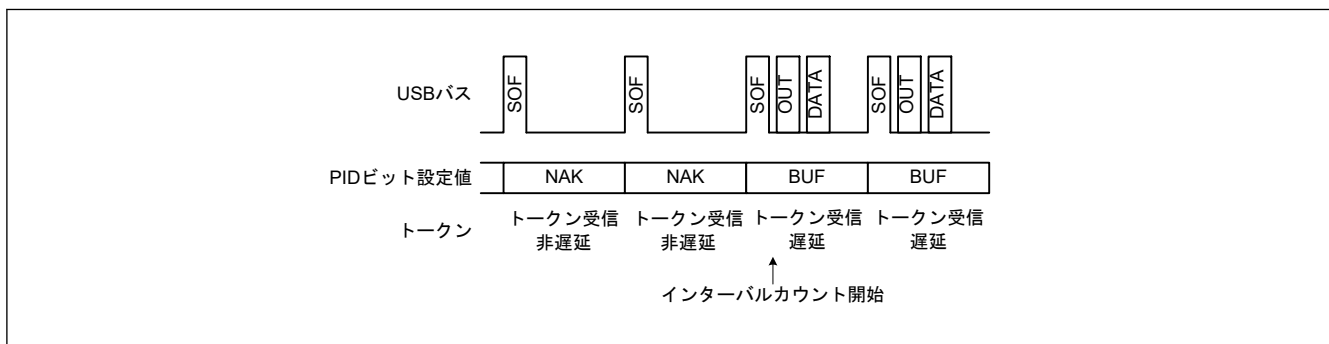 USBバス
SOF
SOF
SOF
OUT
DATA
SOF
OUT
DATA
PIDビット設定値
NAK
NAK
BUF
BUF
トークン
トークン受信
非遅延
トークン受信
非遅延
トークン受信
遅延
トークン受信
遅延
インターバルカウント開始